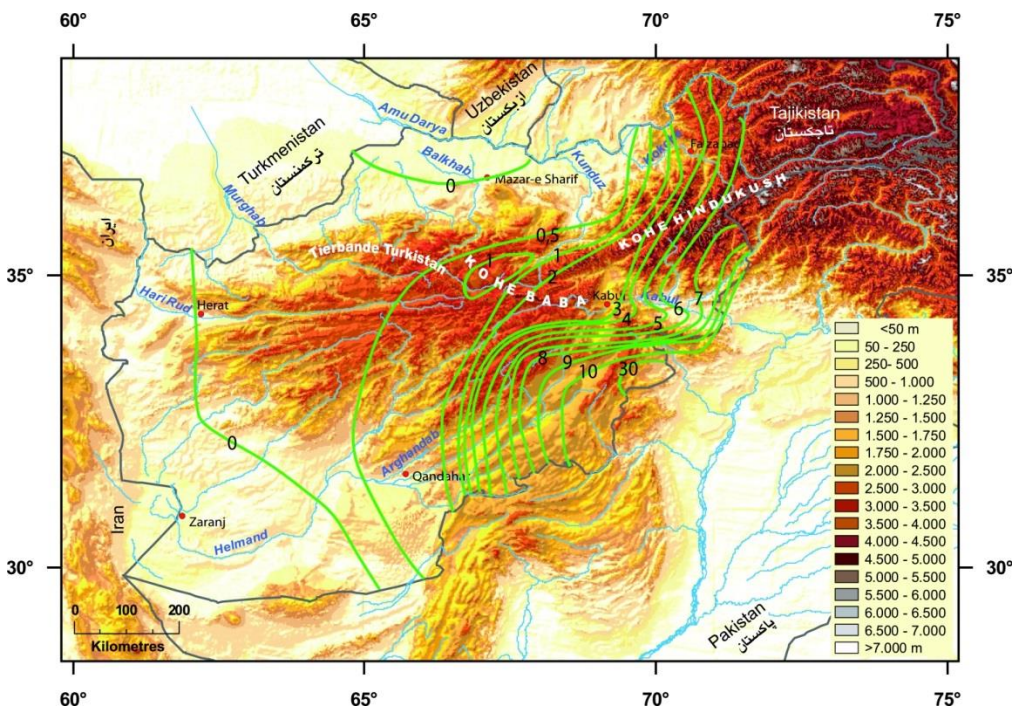 60°
65°
70°
75°
Uzbekistan
ازبکستان
Tajikistan
تاجکستان
Amu Darya
Turkmenistan
ترکمنستان
Balkhab
Kunduz
Faizabad
0
Mazar-e Sharif
Murghab
ایران
KOHE HINDUKUSH
0,5
Tierbande Turkistan
1
1
35°
35°
KOHE BABA
2
Hari Rud
Herat
Kabul
Kabul
3
4
5
6
7
8
9
10
30
0
Arghandab
Qandahar
Iran
Zaranj
Helmand
30°
30°
0 100 200
Kilometres
Pakistan
پاکستان
<50 m
50 - 250
250- 500
500 - 1.000
1.000 - 1.250
1.250 - 1.500
1.500 - 1.750
1.750 - 2.000
2.000 - 2.500
2.500 - 3.000
3.000 - 3.500
3.500 - 4.000
4.000 - 4.500
4.500 - 5.000
5.000 - 5.500
5.500 - 6.000
6.000 - 6.500
6.500 - 7.000
>7.000 m
60°
65°
70°
75°